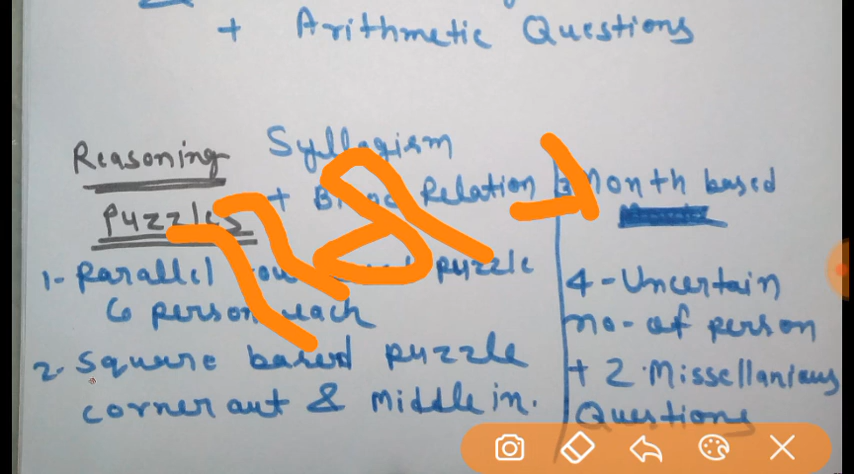 + Arithmetic Questions
Reasoning
Syllogism
Puzzles
+ Relation
1- Parallel puzzle
6 person each
2- Square based puzzle
corner out & middle in.
3 Month based
4- Uncertain
no- of person
+ 2 Missellanious
Questions